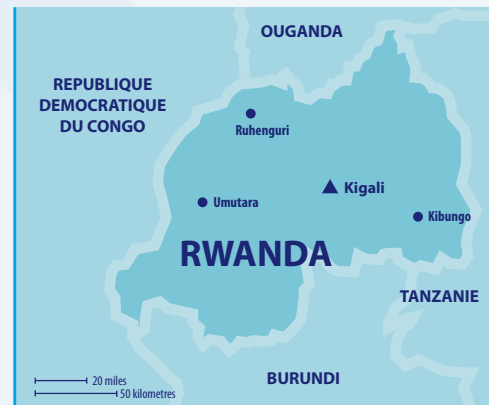 OUGANDA
REPUBLIQUE
DEMOCRATIQUE
DU CONGO
Ruhenguri
Kigali
Umutara
Kibungo
RWANDA
TANZANIE
BURUNDI
20 miles
50 kilometres